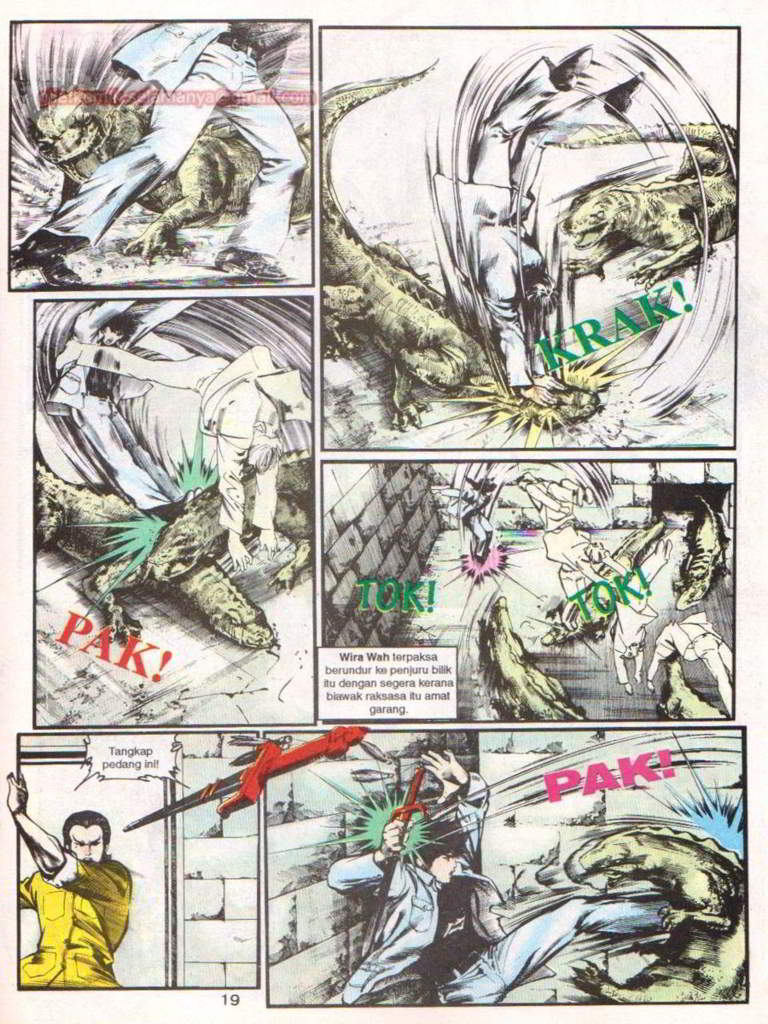 KRAK!
PAK!
TOK!
TOK!
Wira Wah terpaksa
berundur ke penjuru bilik
itu dengan segera kerana
biawak raksasa itu amat
garang.
Tangkap
pedang ini!
PAK!
19